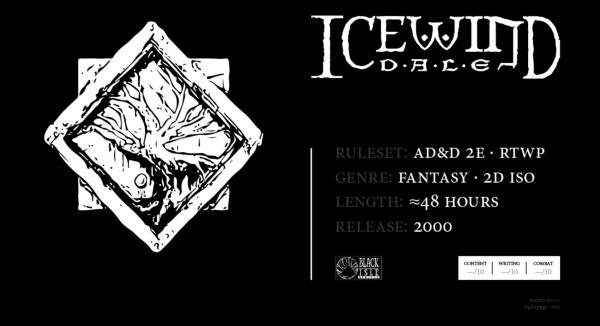 ICEWIND
D·A·L·E
RULESET: AD&D 2E · RTWP
GENRE: FANTASY · 2D ISO
LENGTH: ≈48 HOURS
RELEASE: 2000
BLACK
ISLE
CONTENT | WRITING | COMBAT
—/10 —/10 —/10